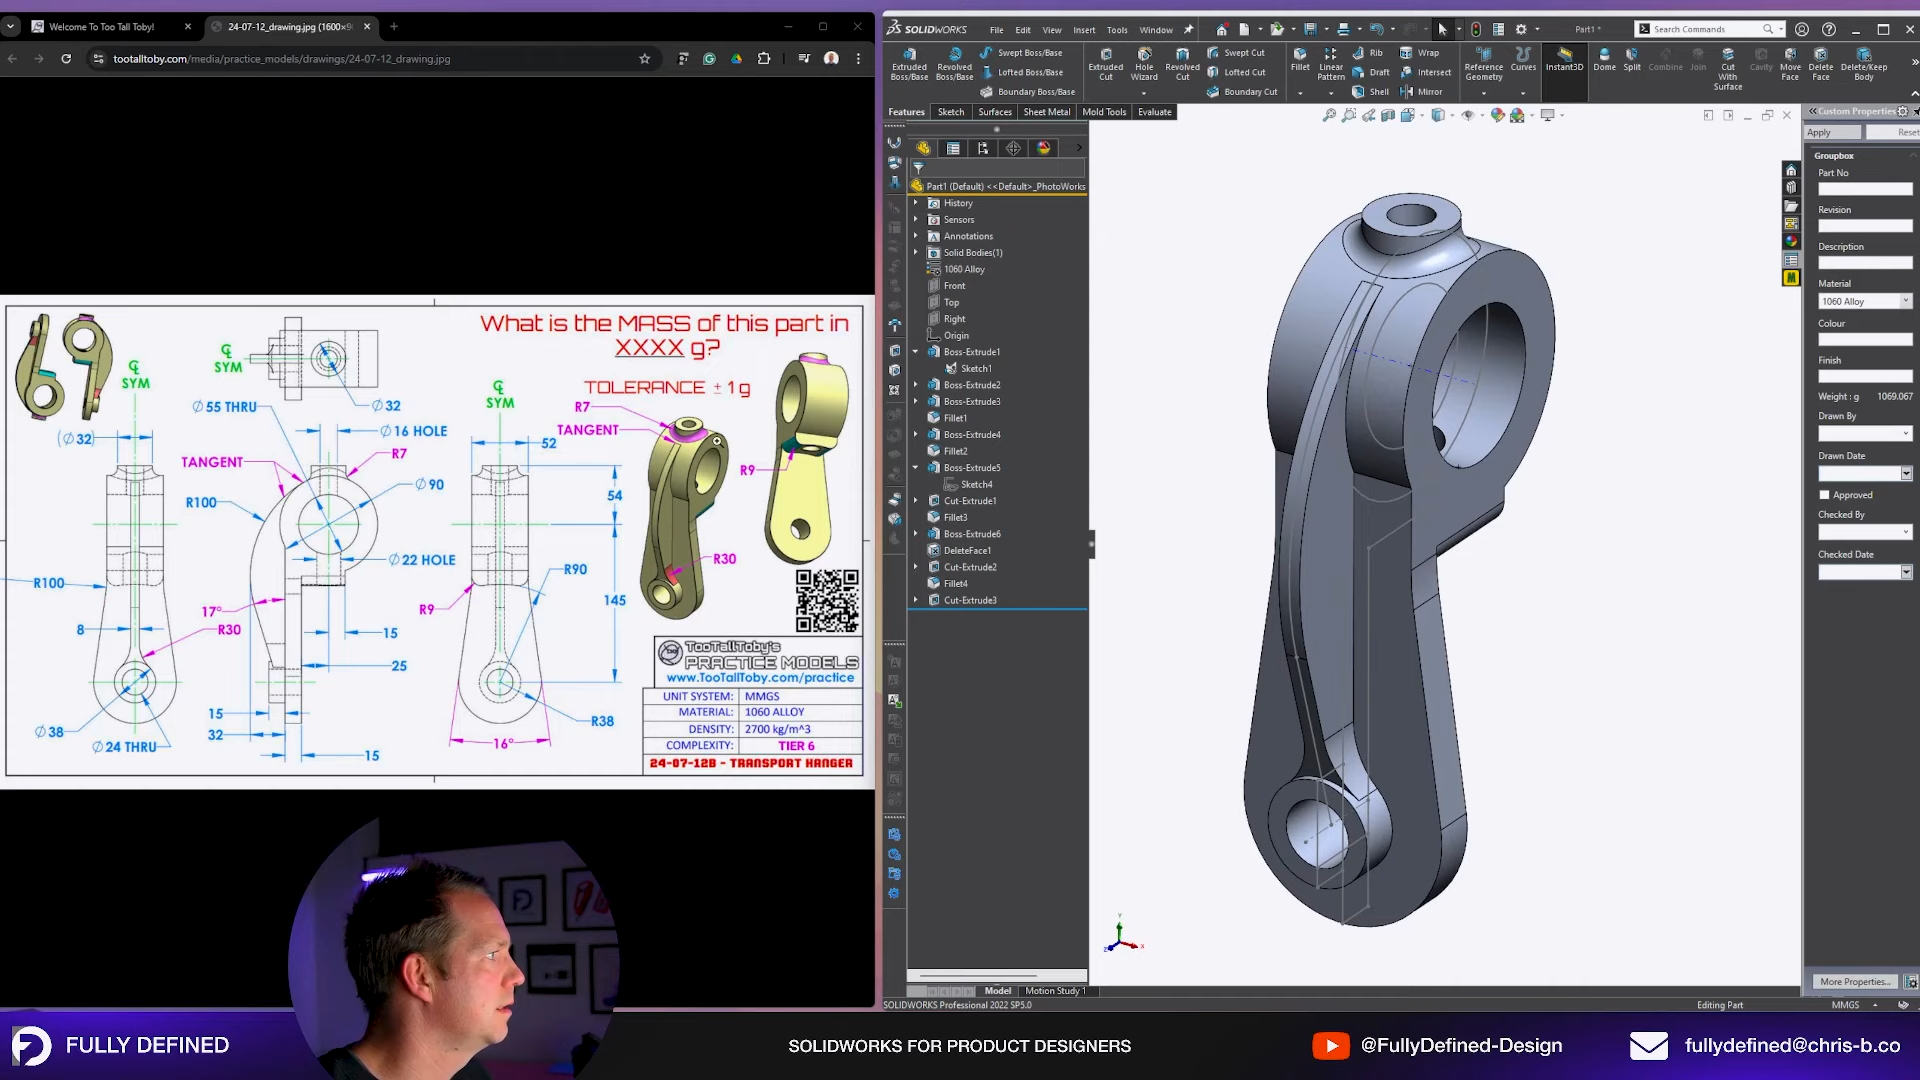 Welcome To Too Tall Toby!
24-07-12_drawing.jpg (1600×9
tootalltoby.com/media/practice_models/drawings/24-07-12_drawing.jpg
What is the MASS of this part in
XXXX g?
TOLERANCE ± 1 g
℄
SYM
℄
SYM
℄
SYM
Ø 55 THRU
Ø 32
(Ø 32)
Ø 16 HOLE
TANGENT
R7
R100
Ø 90
Ø 22 HOLE
R100
17°
8
R30
15
25
15
32
Ø 38
Ø 24 THRU
15
52
54
R90
145
R9
R38
16°
R7
TANGENT
R9
R30
TooTallToby's
PRACTICE MODELS
www.TooTallToby.com/practice
UNIT SYSTEM: MMGS
MATERIAL: 1060 ALLOY
DENSITY: 2700 kg/m^3
COMPLEXITY: TIER 6
24-07-12B - TRANSPORT HANGER
SOLIDWORKS
File
Edit
View
Insert
Tools
Window
Part1 *
Search Commands
Extruded Boss/Base
Revolved Boss/Base
Swept Boss/Base
Lofted Boss/Base
Boundary Boss/Base
Extruded Cut
Hole Wizard
Revolved Cut
Swept Cut
Lofted Cut
Boundary Cut
Fillet
Linear Pattern
Rib
Draft
Shell
Wrap
Intersect
Mirror
Reference Geometry
Curves
Instant3D
Dome
Split
Combine
Join
Cut With Surface
Cavity
Move Face
Delete Face
Delete/Keep Body
Features
Sketch
Surfaces
Sheet Metal
Mold Tools
Evaluate
Part1 (Default) <<Default>_PhotoWorks
History
Sensors
Annotations
Solid Bodies(1)
1060 Alloy
Front
Top
Right
Origin
Boss-Extrude1
Sketch1
Boss-Extrude2
Boss-Extrude3
Fillet1
Boss-Extrude4
Fillet2
Boss-Extrude5
Sketch4
Cut-Extrude1
Fillet3
Boss-Extrude6
DeleteFace1
Cut-Extrude2
Fillet4
Cut-Extrude3
Custom Properties
Apply
Reset
Groupbox
Part No
Revision
Description
Material
1060 Alloy
Colour
Finish
Weight : g 1069.067
Drawn By
Drawn Date
Approved
Checked By
Checked Date
More Properties...
Model
Motion Study 1
SOLIDWORKS Professional 2022 SP5.0
Editing Part
MMGS
FULLY DEFINED
SOLIDWORKS FOR PRODUCT DESIGNERS
@FullyDefined-Design
fullydefined@chris-b.co